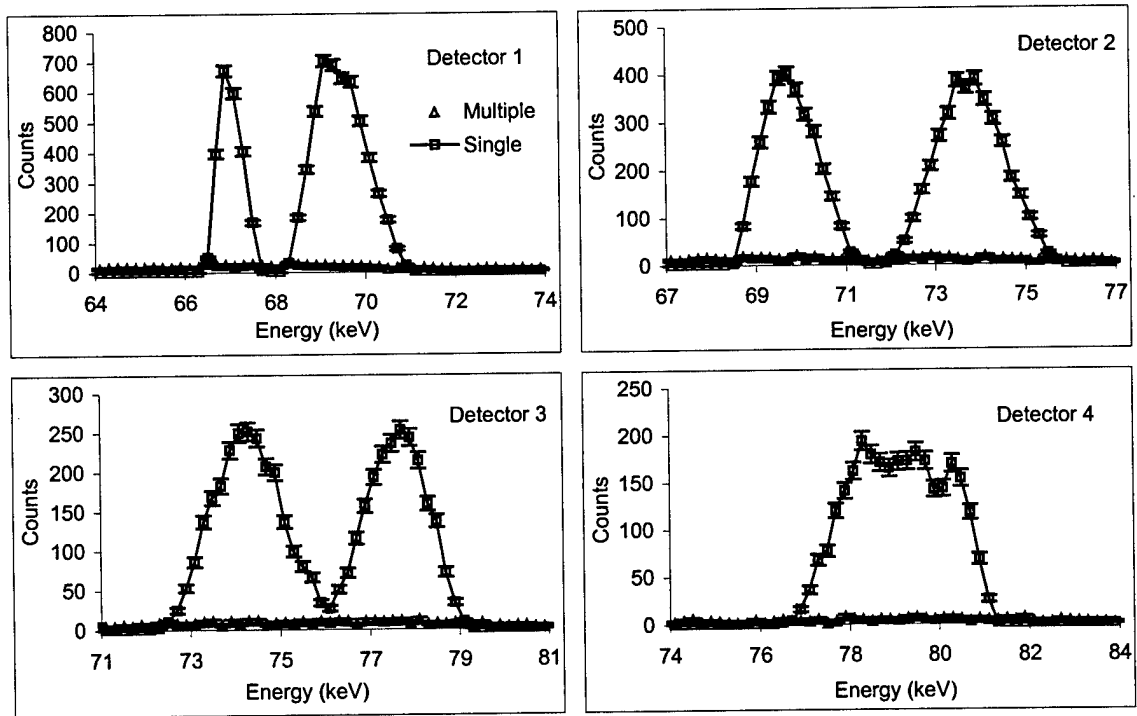 Detector 1
800
700
600
500
400
300
200
100
0
Counts
Multiple
Single
64 66 68 70 72 74
Energy (keV)
Detector 2
500
400
300
200
100
0
Counts
67 69 71 73 75 77
Energy (keV)
Detector 3
300
250
200
150
100
50
0
Counts
71 73 75 77 79 81
Energy (keV)
Detector 4
250
200
150
100
50
0
Counts
74 76 78 80 82 84
Energy (keV)